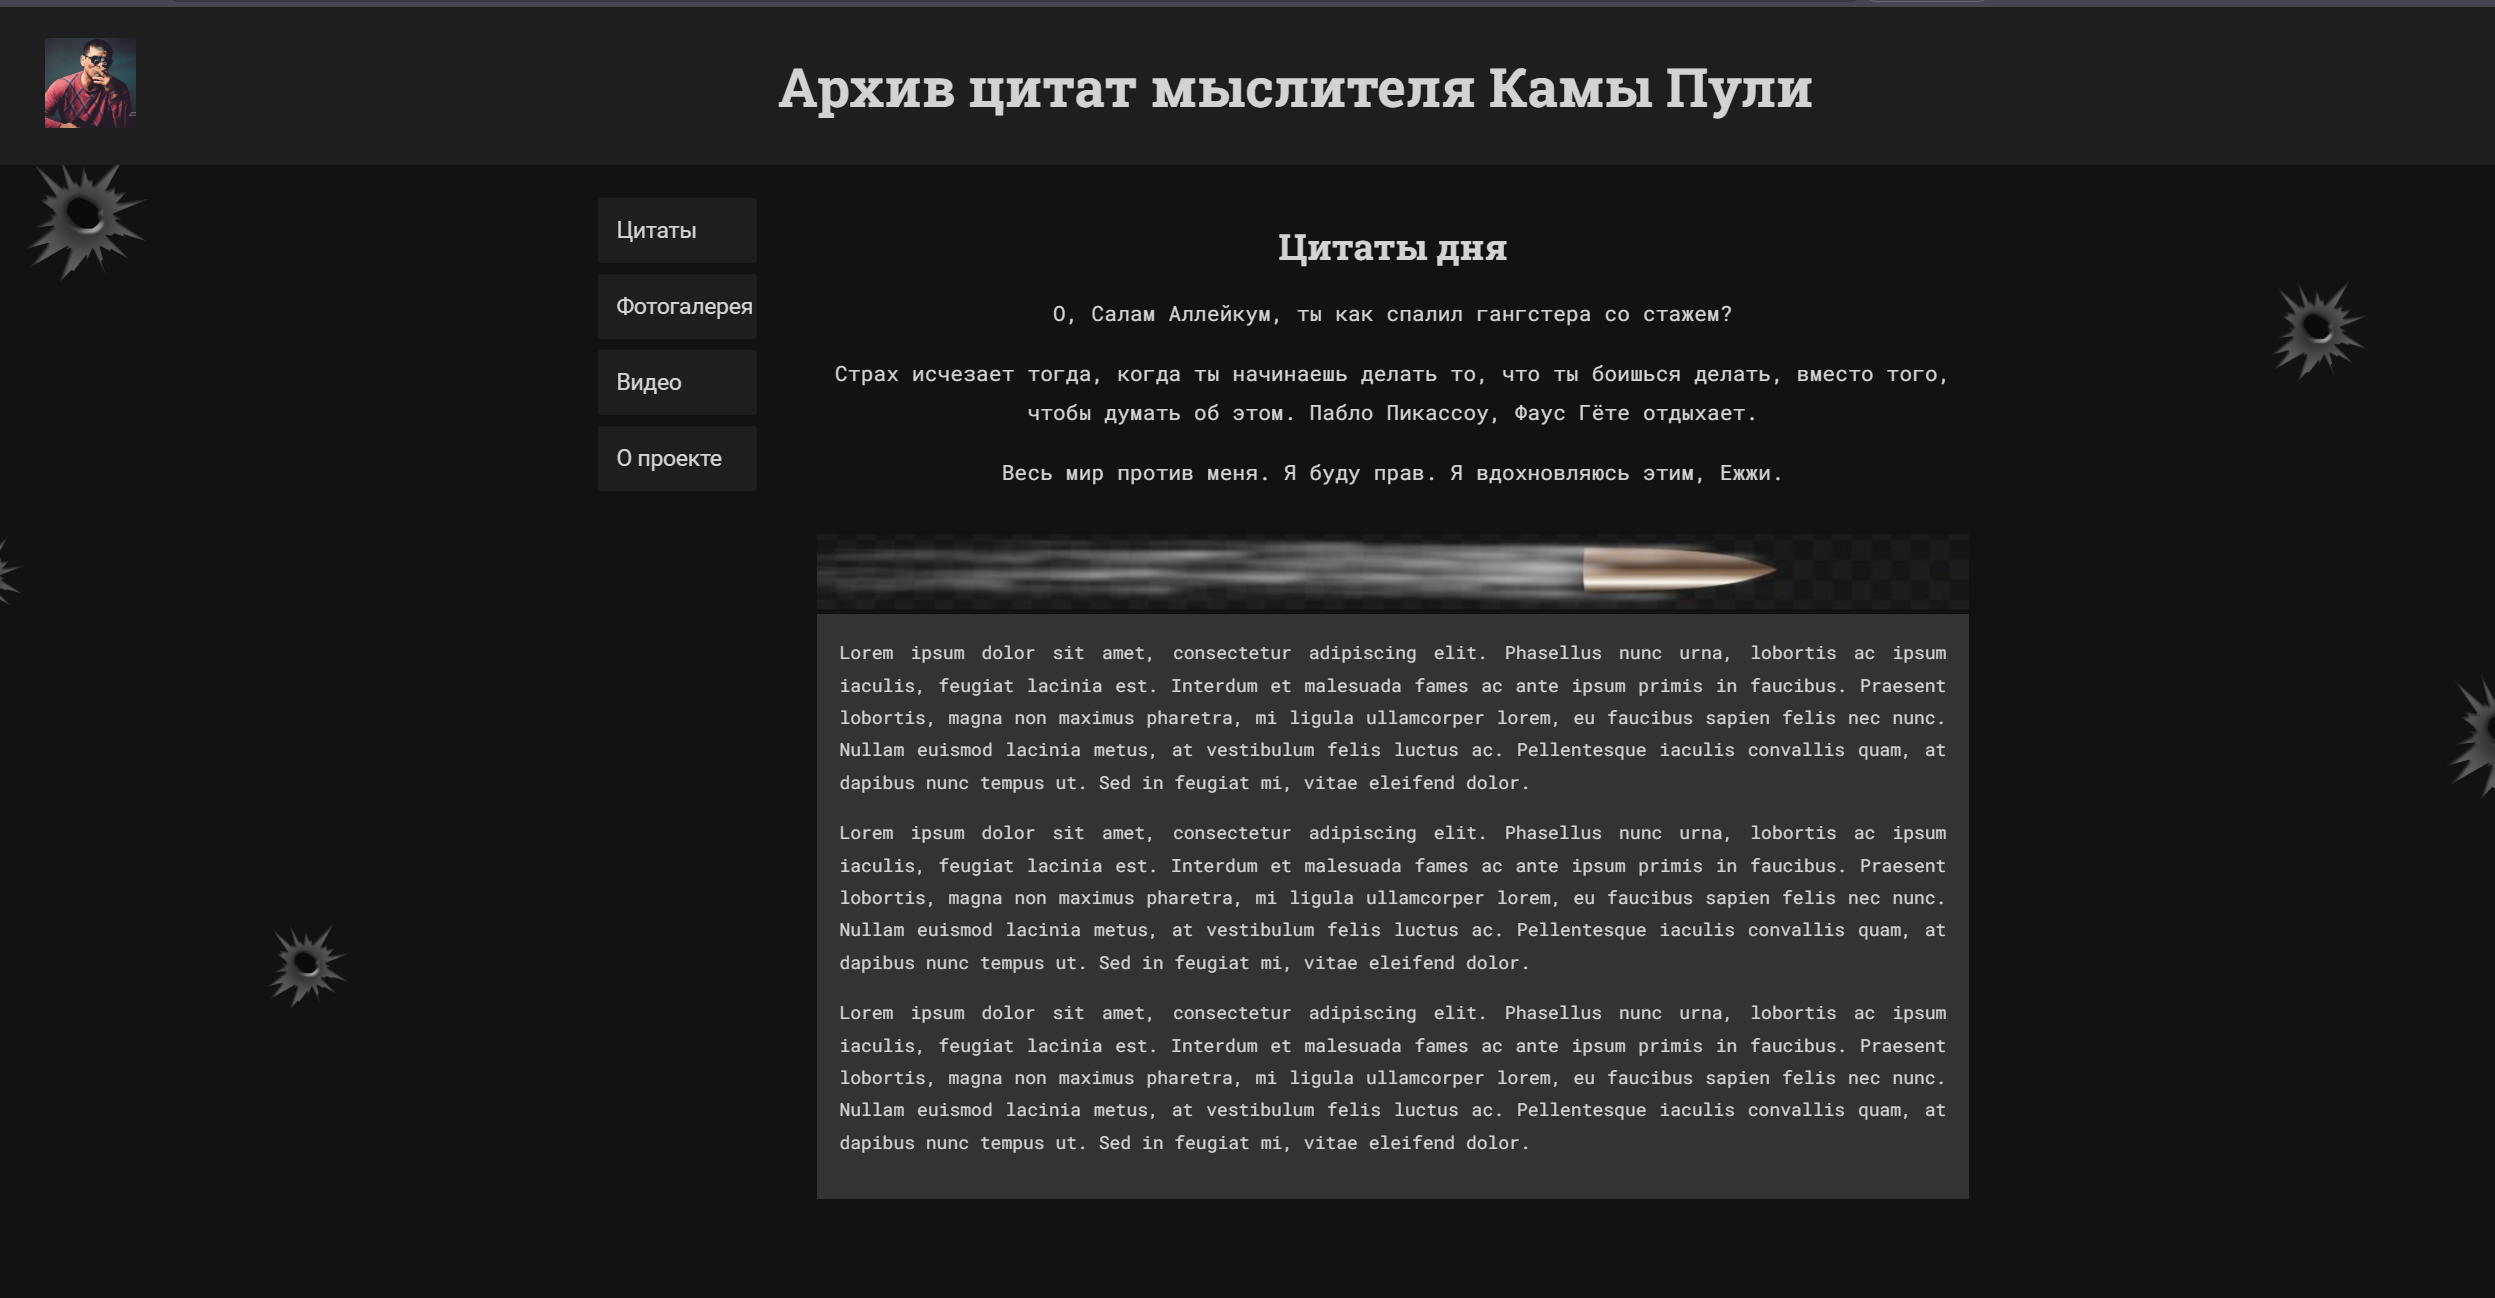 Архив цитат мыслителя Камы Пули
Цитаты
Фотогалерея
Видео
О проекте
Цитаты дня
О, Салам Аллейкум, ты как спалил гангстера со стажем?
Страх исчезает тогда, когда ты начинаешь делать то, что ты боишься делать, вместо того,
чтобы думать об этом. Пабло Пикассоу, Фаус Гёте отдыхает.
Весь мир против меня. Я буду прав. Я вдохновляюсь этим, Ежжи.
Lorem ipsum dolor sit amet, consectetur adipiscing elit. Phasellus nunc urna, lobortis ac ipsum
iaculis, feugiat lacinia est. Interdum et malesuada fames ac ante ipsum primis in faucibus. Praesent
lobortis, magna non maximus pharetra, mi ligula ullamcorper lorem, eu faucibus sapien felis nec nunc.
Nullam euismod lacinia metus, at vestibulum felis luctus ac. Pellentesque iaculis convallis quam, at
dapibus nunc tempus ut. Sed in feugiat mi, vitae eleifend dolor.
Lorem ipsum dolor sit amet, consectetur adipiscing elit. Phasellus nunc urna, lobortis ac ipsum
iaculis, feugiat lacinia est. Interdum et malesuada fames ac ante ipsum primis in faucibus. Praesent
lobortis, magna non maximus pharetra, mi ligula ullamcorper lorem, eu faucibus sapien felis nec nunc.
Nullam euismod lacinia metus, at vestibulum felis luctus ac. Pellentesque iaculis convallis quam, at
dapibus nunc tempus ut. Sed in feugiat mi, vitae eleifend dolor.
Lorem ipsum dolor sit amet, consectetur adipiscing elit. Phasellus nunc urna, lobortis ac ipsum
iaculis, feugiat lacinia est. Interdum et malesuada fames ac ante ipsum primis in faucibus. Praesent
lobortis, magna non maximus pharetra, mi ligula ullamcorper lorem, eu faucibus sapien felis nec nunc.
Nullam euismod lacinia metus, at vestibulum felis luctus ac. Pellentesque iaculis convallis quam, at
dapibus nunc tempus ut. Sed in feugiat mi, vitae eleifend dolor.